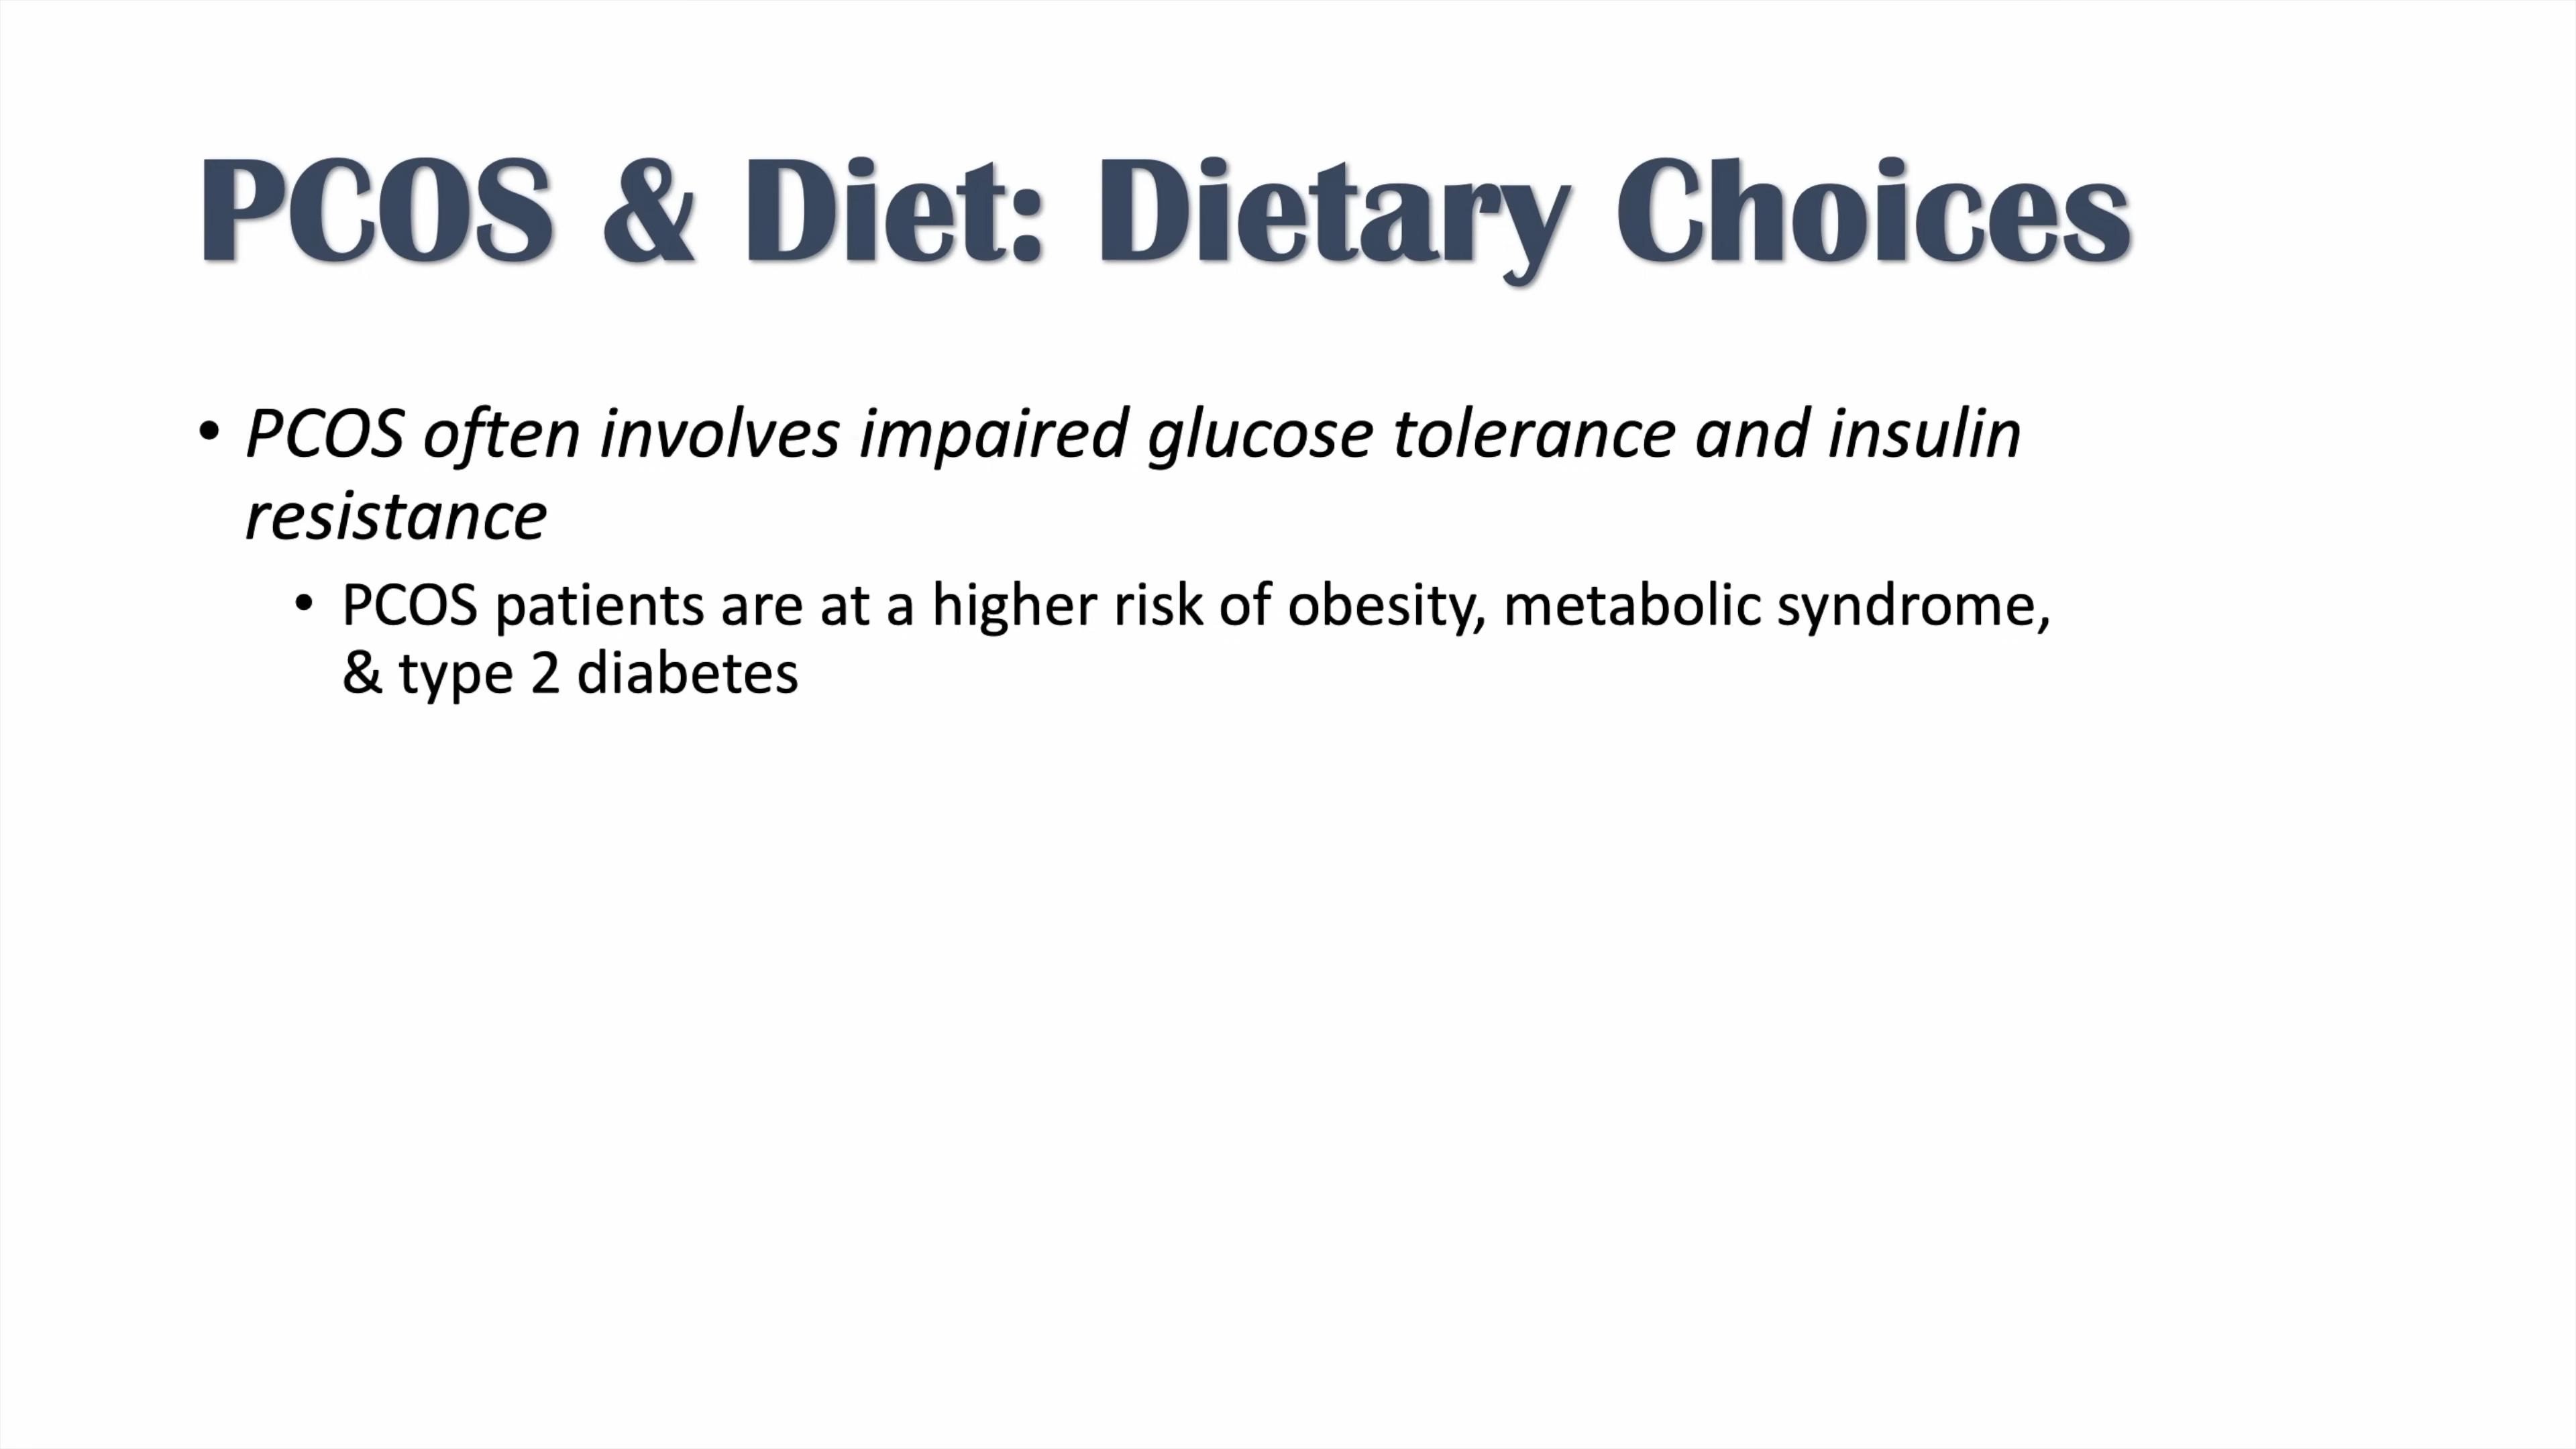 PCOS & Diet: Dietary Choices
• PCOS often involves impaired glucose tolerance and insulin
resistance
• PCOS patients are at a higher risk of obesity, metabolic syndrome,
& type 2 diabetes